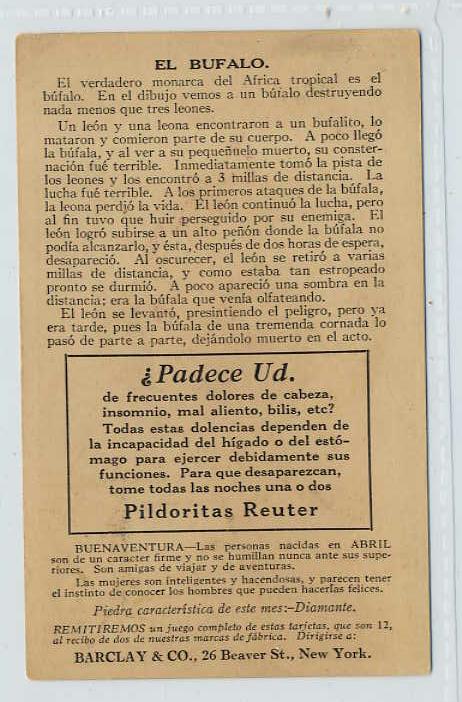 EL BUFALO.
El verdadero monarca del Africa tropical es el
búfalo. En el dibujo vemos a un búfalo destruyendo
nada menos que tres leones.
Un león y una leona encontraron a un bufalito, lo
mataron y comieron parte de su cuerpo. A poco llegó
la búfala, y al ver a su pequeñuelo muerto, su conster-
nación fué terrible. Inmediatamente tomó la pista de
los leones y los encontró a 3 millas de distancia. La
lucha fué terrible. A los primeros ataques de la búfala,
la leona perdió la vida. El león continuó la lucha, pero
al fin tuvo que huir perseguido por su enemiga. El
león logró subirse a un alto peñón donde la búfala no
podía alcanzarlo, y ésta, después de dos horas de espera,
desapareció. Al oscurecer, el león se retiró a varias
millas de distancia, y como estaba tan estropeado
pronto se durmió. A poco apareció una sombra en la
distancia; era la búfala que venía olfateando.
El león se levantó, presintiendo el peligro, pero ya
era tarde, pues la búfala de una tremenda cornada lo
pasó de parte a parte, dejándolo muerto en el acto.
¿Padece Ud.
de frecuentes dolores de cabeza,
insomnio, mal aliento, bilis, etc?
Todas estas dolencias dependen de
la incapacidad del hígado o del estó-
mago para ejercer debidamente sus
funciones. Para que desaparezcan,
tome todas las noches una o dos
Pildoritas Reuter
BUENAVENTURA—Las personas nacidas en ABRIL
son de un caracter firme y no se humillan nunca ante sus supe-
riores. Son amigas de viajar y de aventuras.
Las mujeres son inteligentes y hacendosas, y parecen tener
el instinto de conocer los hombres que pueden hacerlas felices.
Piedra característica de este mes:—Diamante.
REMITIREMOS un juego completo de estas tarjetas, que son 12,
al recibo de dos de nuestras marcas de fábrica. Dirigirse a:
BARCLAY & CO., 26 Beaver St., New York.